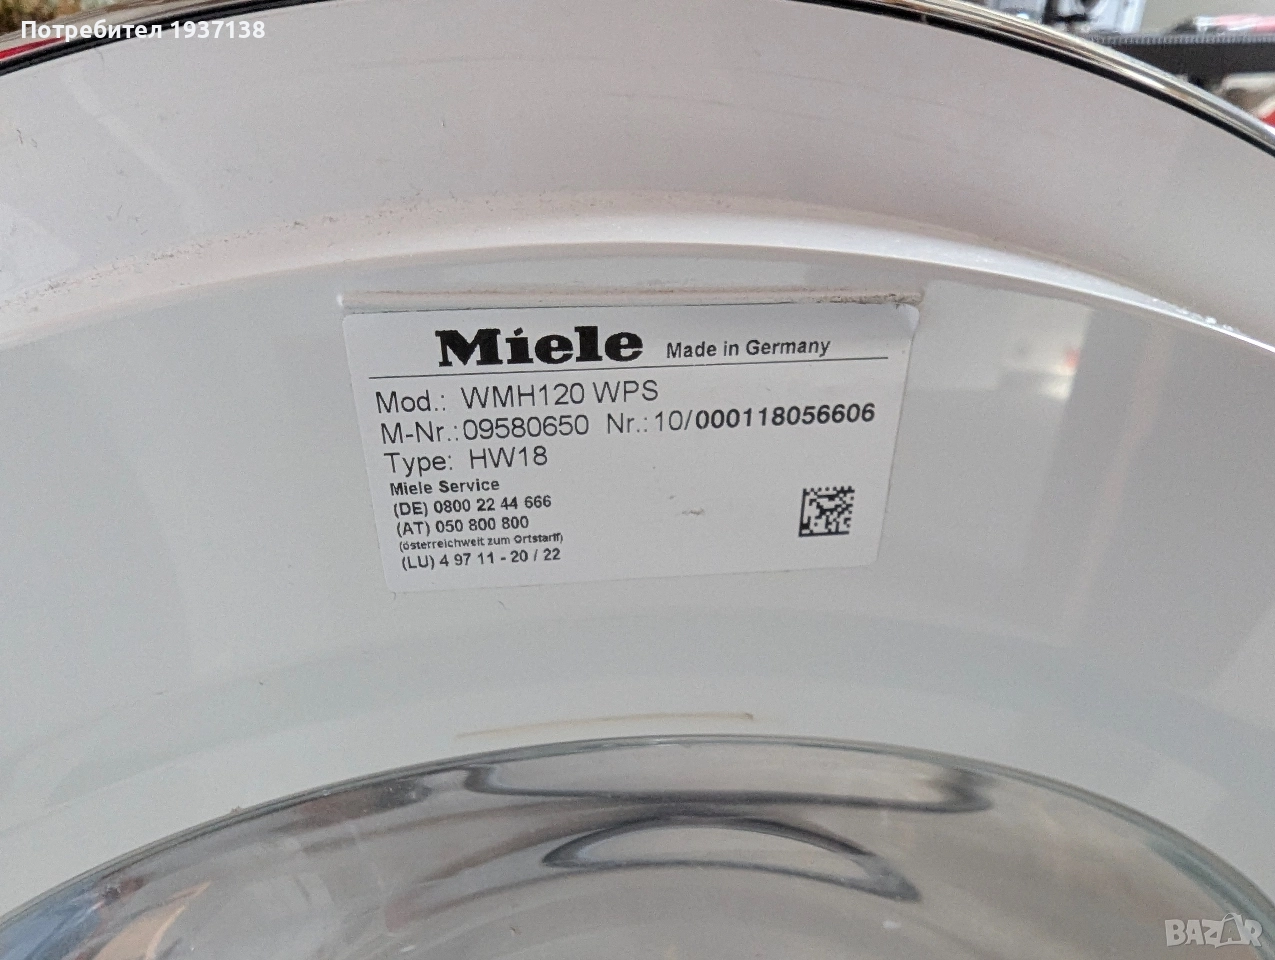 Потребител 1937138
Miele Made in Germany
Mod.: WMH120 WPS
M-Nr.:09580650 Nr.:10/000118056606
Type: HW18
Miele Service
(DE) 0800 22 44 666
(AT) 050 800 800
(österreichweit zum Ortstarif)
(LU) 4 97 11 - 20 / 22
BAZAR